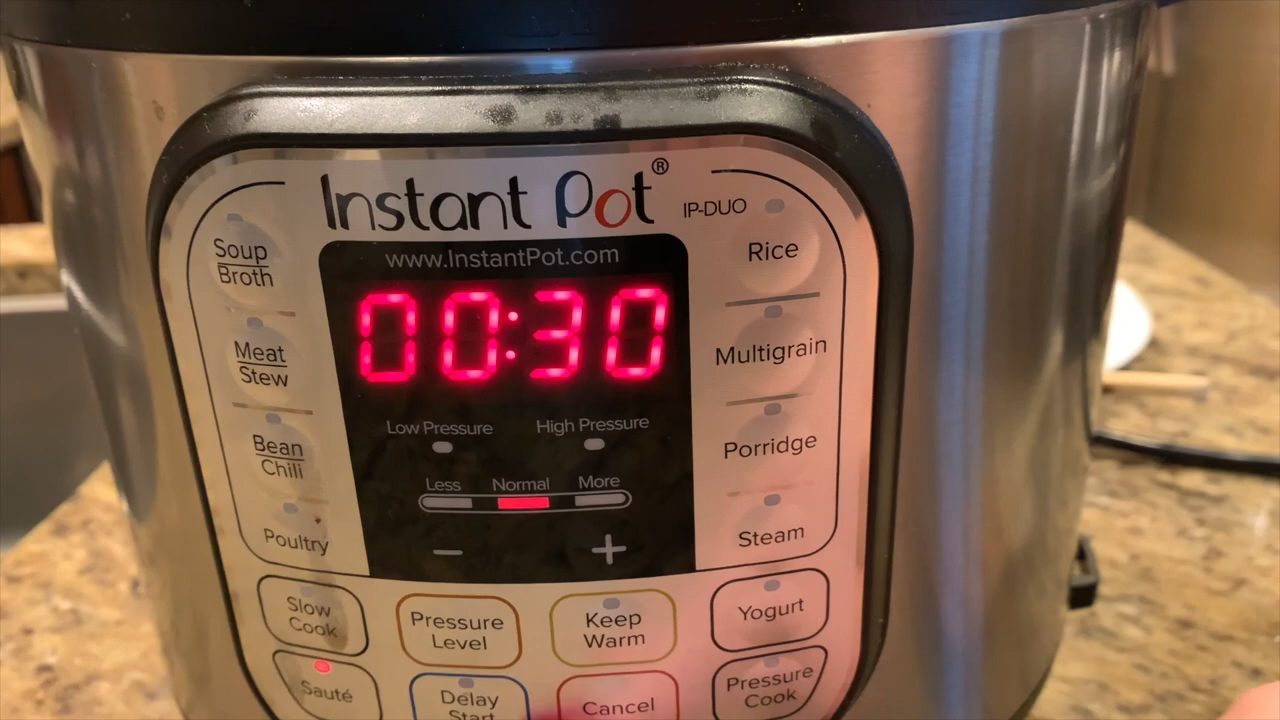 Instant Pot®
IP-DUO
www.InstantPot.com
00:30
Low Pressure
High Pressure
Less
Normal
More
− +
Soup
Broth
Meat
Stew
Bean
Chili
Poultry
Rice
Multigrain
Porridge
Steam
Slow
Cook
Pressure
Level
Keep
Warm
Yogurt
Sauté
Delay
Start
Cancel
Pressure
Cook